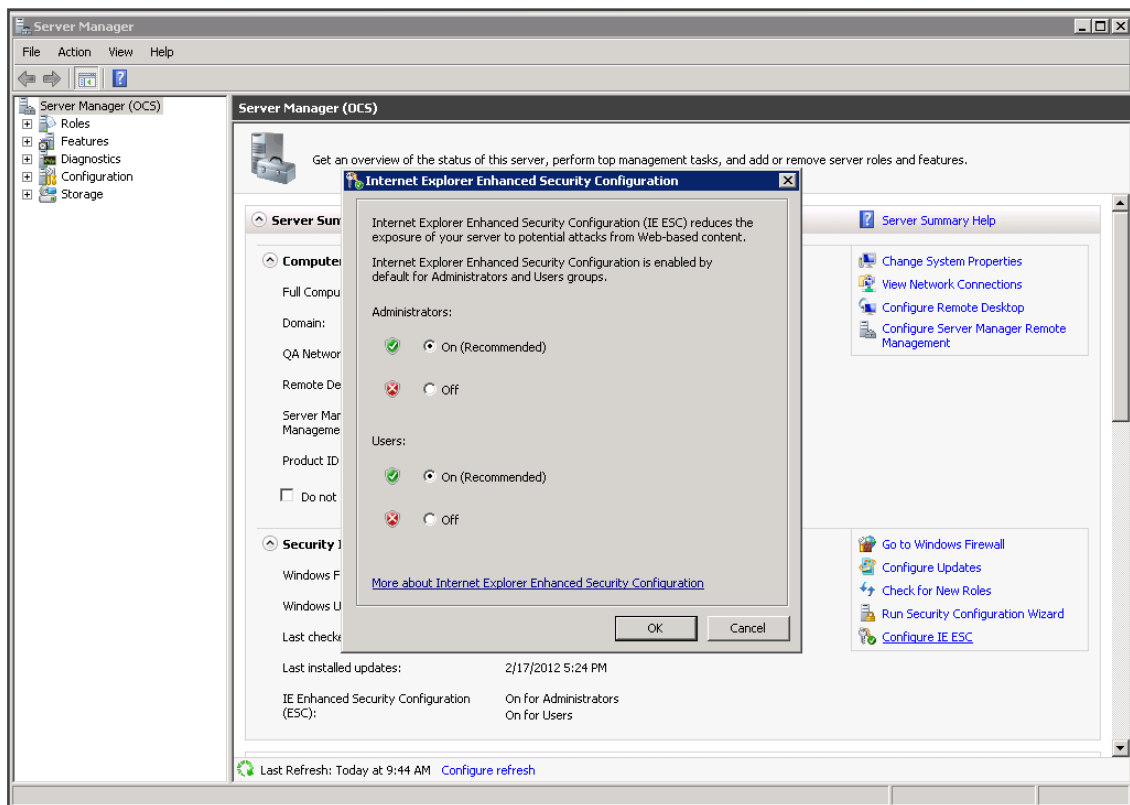 Server Manager
File Action View Help
Server Manager (OCS)
Roles
Features
Diagnostics
Configuration
Storage
Server Manager (OCS)
Get an overview of the status of this server, perform top management tasks, and add or remove server roles and features.
Server Sum
Server Summary Help
Computer
Full Compu
Domain:
QA Networ
Remote De
Server Mar
Manageme
Product ID
Do not
Change System Properties
View Network Connections
Configure Remote Desktop
Configure Server Manager Remote
Management
Internet Explorer Enhanced Security Configuration
Internet Explorer Enhanced Security Configuration (IE ESC) reduces the
exposure of your server to potential attacks from Web-based content.
Internet Explorer Enhanced Security Configuration is enabled by
default for Administrators and Users groups.
Administrators:
On (Recommended)
Off
Users:
On (Recommended)
Off
More about Internet Explorer Enhanced Security Configuration
OK Cancel
Security I
Windows F
Windows U
Last checke
Last installed updates: 2/17/2012 5:24 PM
IE Enhanced Security Configuration On for Administrators
(ESC): On for Users
Go to Windows Firewall
Configure Updates
Check for New Roles
Run Security Configuration Wizard
Configure IE ESC
Last Refresh: Today at 9:44 AM Configure refresh